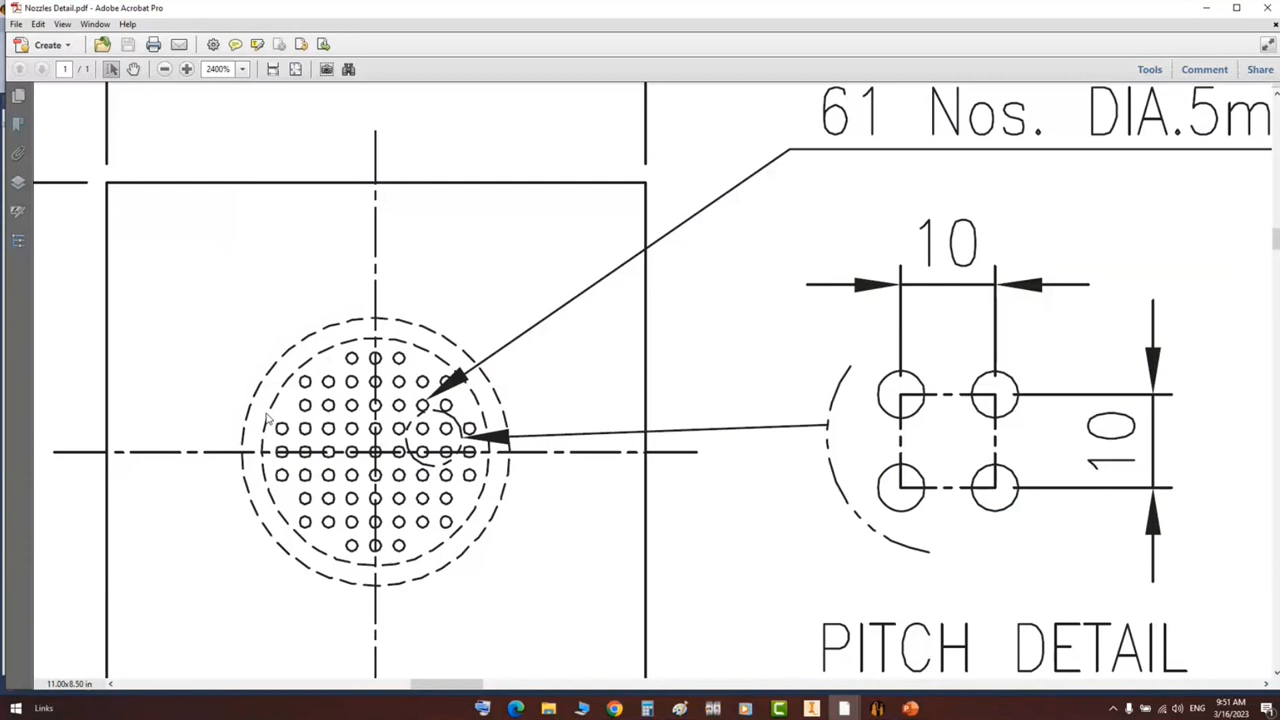 Nozzles Detail.pdf - Adobe Acrobat Pro
File Edit View Window Help
Create
1 / 1
2400%
Tools Comment Share
61 Nos. DIA.5m
10
10
PITCH DETAIL
11.00x8.50 in
Links
9:51 AM
3/16/2023